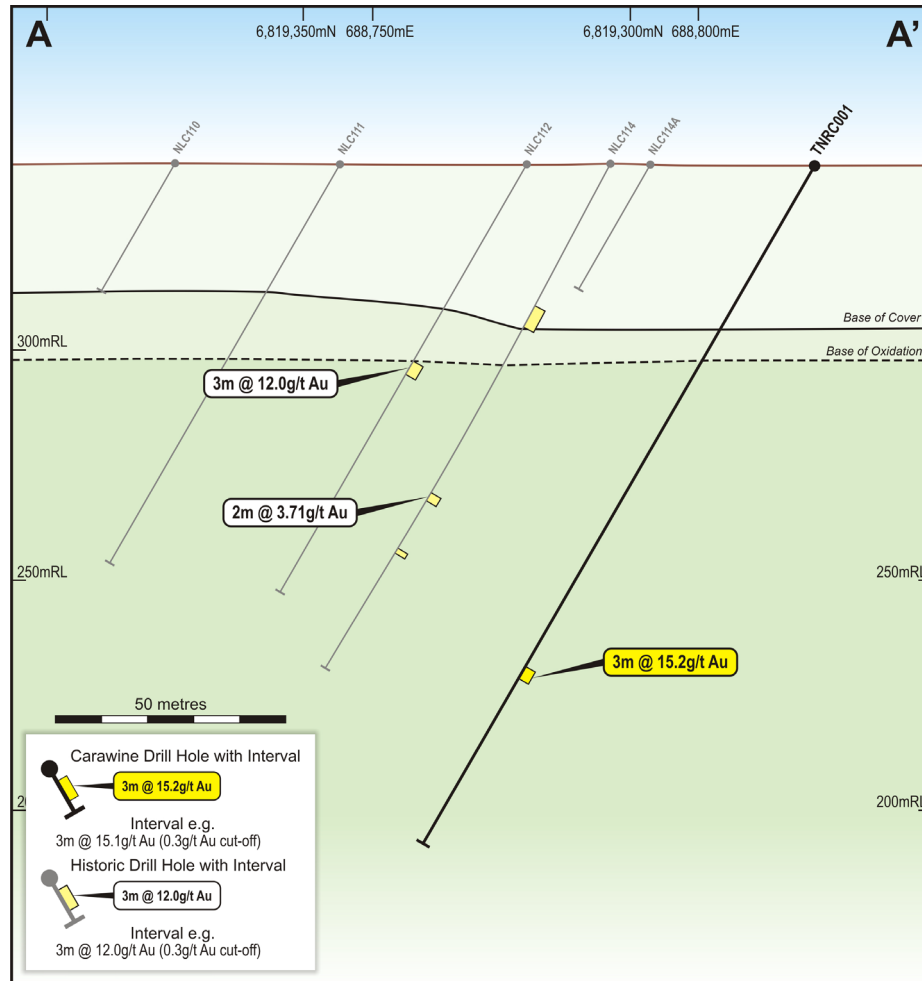 A
A'
6,819,350mN 688,750mE
6,819,300mN 688,800mE
NLC110
NLC111
NLC112
NLC114
NLC114A
TNRC001
Base of Cover
300mRL
Base of Oxidation
3m @ 12.0g/t Au
2m @ 3.71g/t Au
250mRL
250mRL
3m @ 15.2g/t Au
50 metres
Carawine Drill Hole with Interval
3m @ 15.2g/t Au
200mRL
Interval e.g.
3m @ 15.1g/t Au (0.3g/t Au cut-off)
Historic Drill Hole with Interval
3m @ 12.0g/t Au
Interval e.g.
3m @ 12.0g/t Au (0.3g/t Au cut-off)